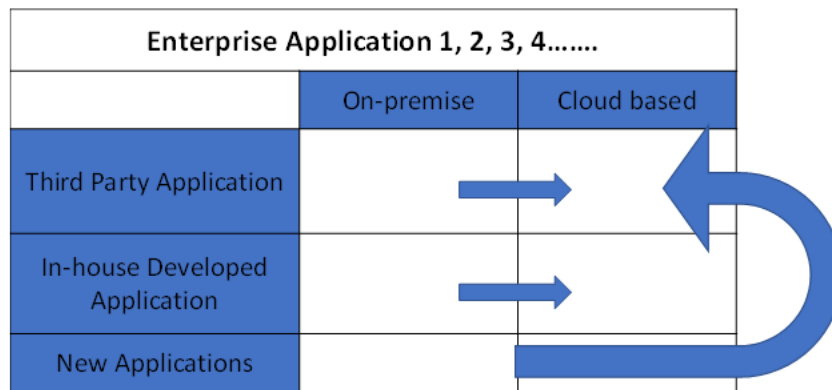 Enterprise Application 1, 2, 3, 4.......
On-premise
Cloud based
Third Party Application
In-house Developed
Application
New Applications